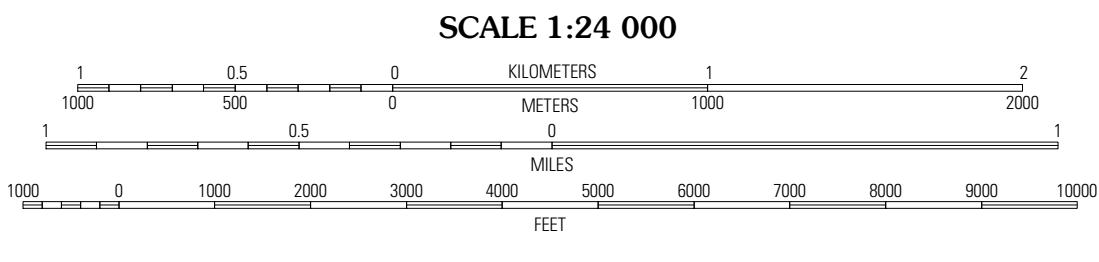 SCALE 1:24 000
1 0.5 0 KILOMETERS 1 2
1000 500 0 METERS 1000 2000
1 0.5 0 1
MILES
1000 0 1000 2000 3000 4000 5000 6000 7000 8000 9000 10000
FEET